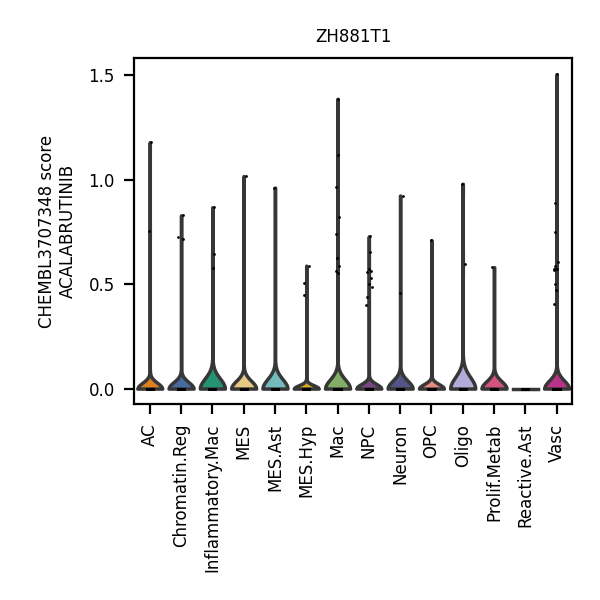 ZH881T1
CHEMBL3707348 score
ACALABRUTINIB
1.5
1.0
0.5
0.0
AC
Chromatin.Reg
Inflammatory.Mac
MES
MES.Ast
MES.Hyp
Mac
NPC
Neuron
OPC
Oligo
Prolif.Metab
Reactive.Ast
Vasc